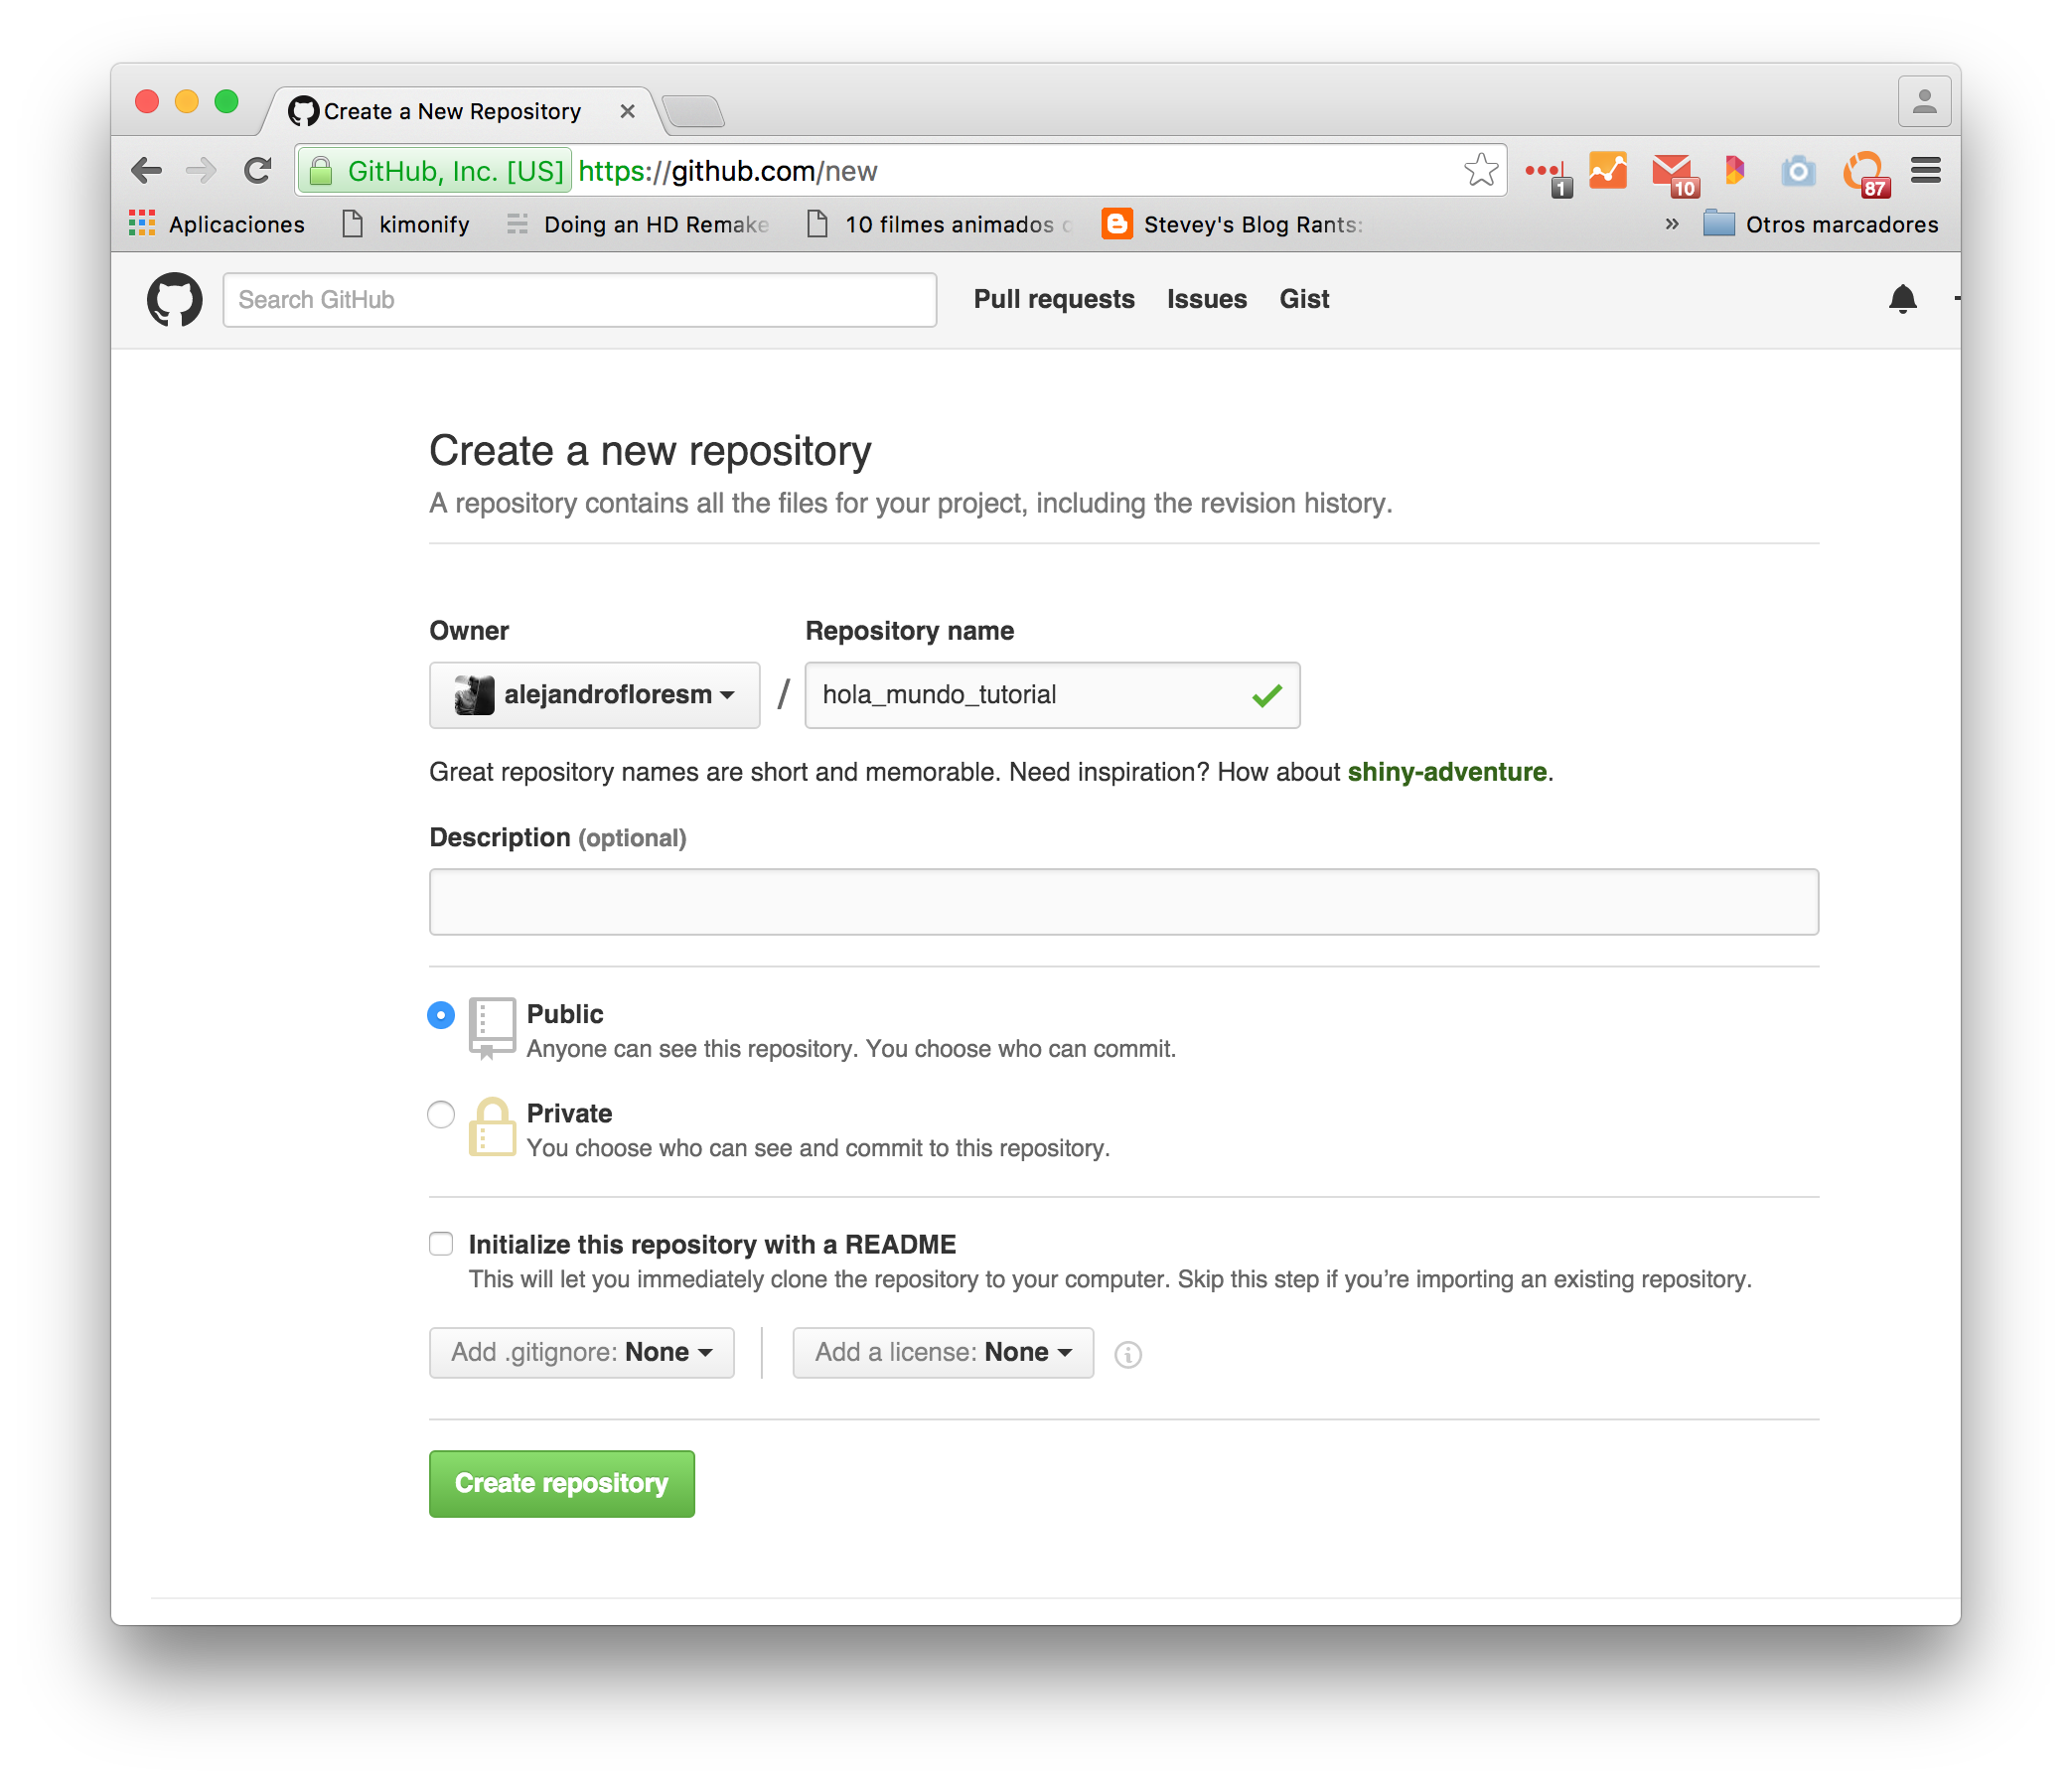 Create a New Repository
GitHub, Inc. [US] https://github.com/new
1
10
87
Aplicaciones kimonify Doing an HD Remake 10 filmes animados Stevey's Blog Rants: » Otros marcadores
Search GitHub Pull requests Issues Gist
Create a new repository
A repository contains all the files for your project, including the revision history.
Owner Repository name
alejandrofloresm / hola_mundo_tutorial
Great repository names are short and memorable. Need inspiration? How about shiny-adventure.
Description (optional)
Public
Anyone can see this repository. You choose who can commit.
Private
You choose who can see and commit to this repository.
Initialize this repository with a README
This will let you immediately clone the repository to your computer. Skip this step if you’re importing an existing repository.
Add .gitignore: None Add a license: None
Create repository